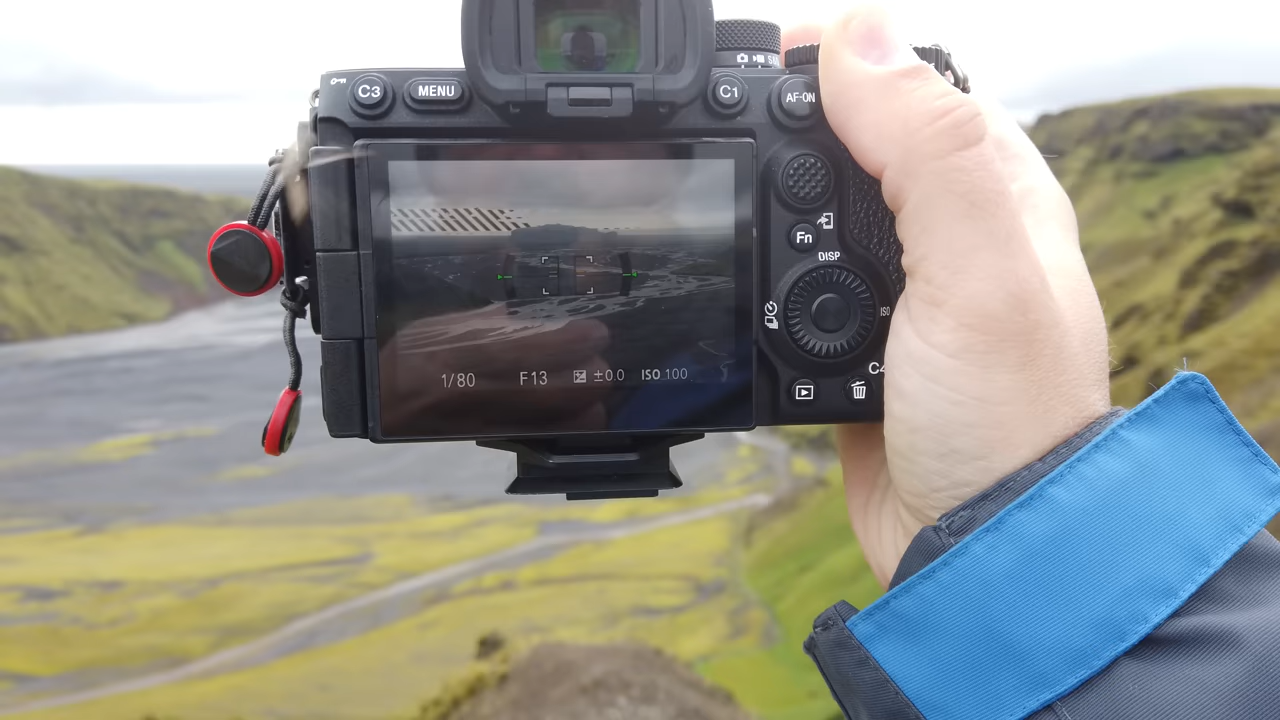 C3
MENU
C1
AF-ON
Fn
DISP
ISO
C4
1/80 F13 ±0.0 ISO 100